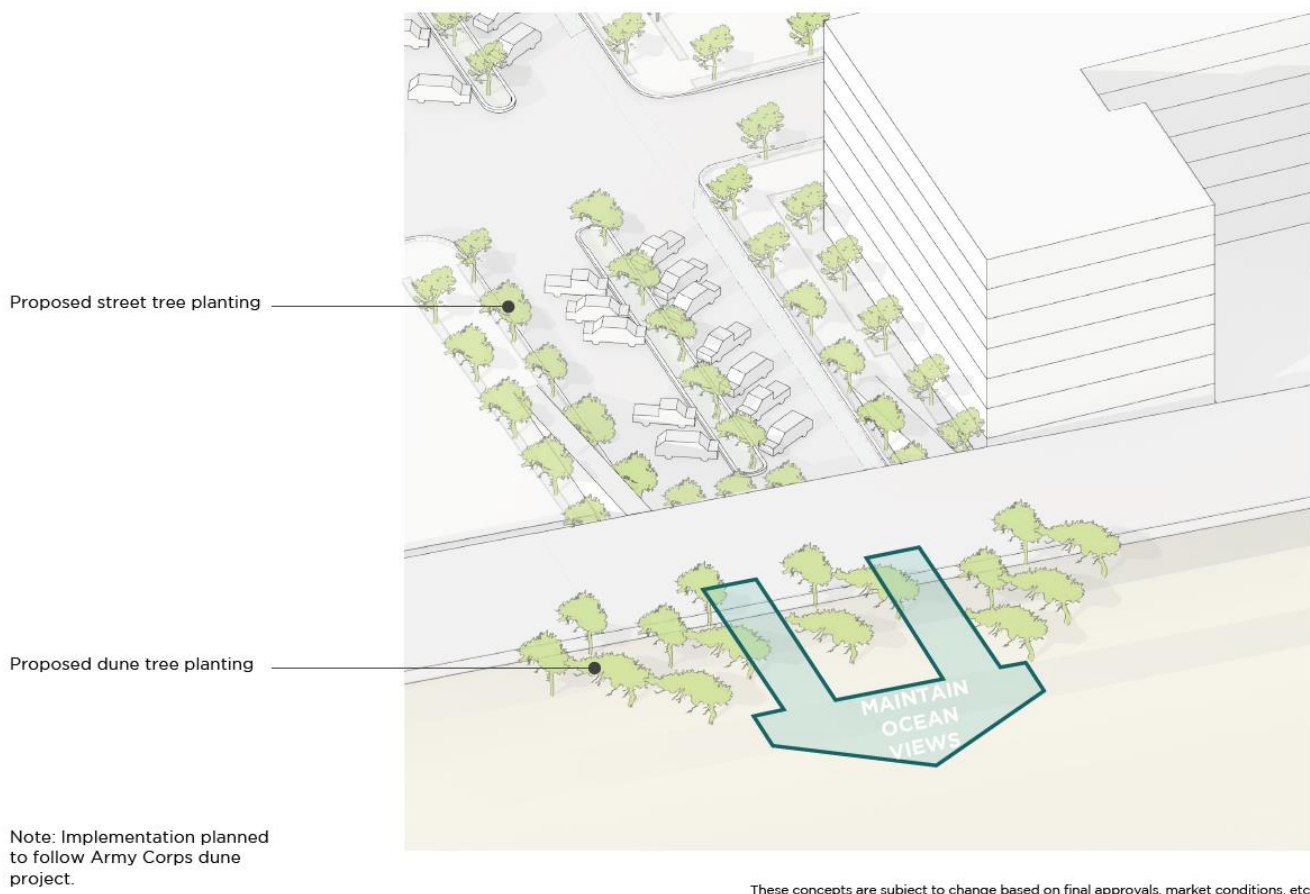 Proposed street tree planting
Proposed dune tree planting
MAINTAIN
OCEAN
VIEWS
Note: Implementation planned
to follow Army Corps dune
project.
These concepts are subject to change based on final approvals, market conditions, etc